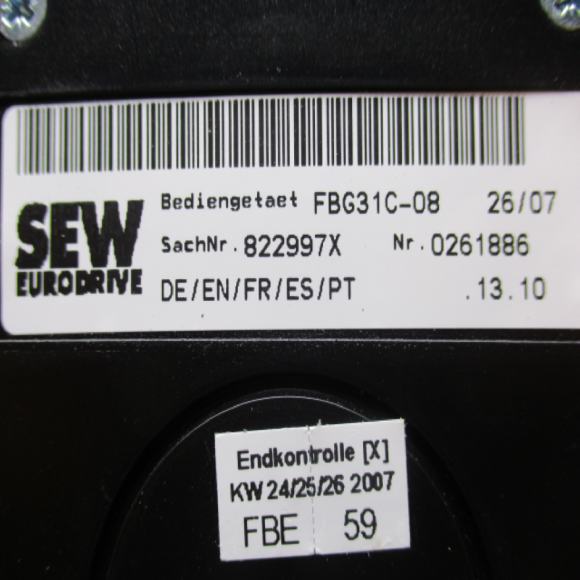 SEW
EURODRIVE
Bediengetaet FBG31C-08 26/07
SachNr. 822997X Nr. 0261886
DE/EN/FR/ES/PT .13.10
Endkontrolle [X]
KW 24/25/26 2007
FBE 59